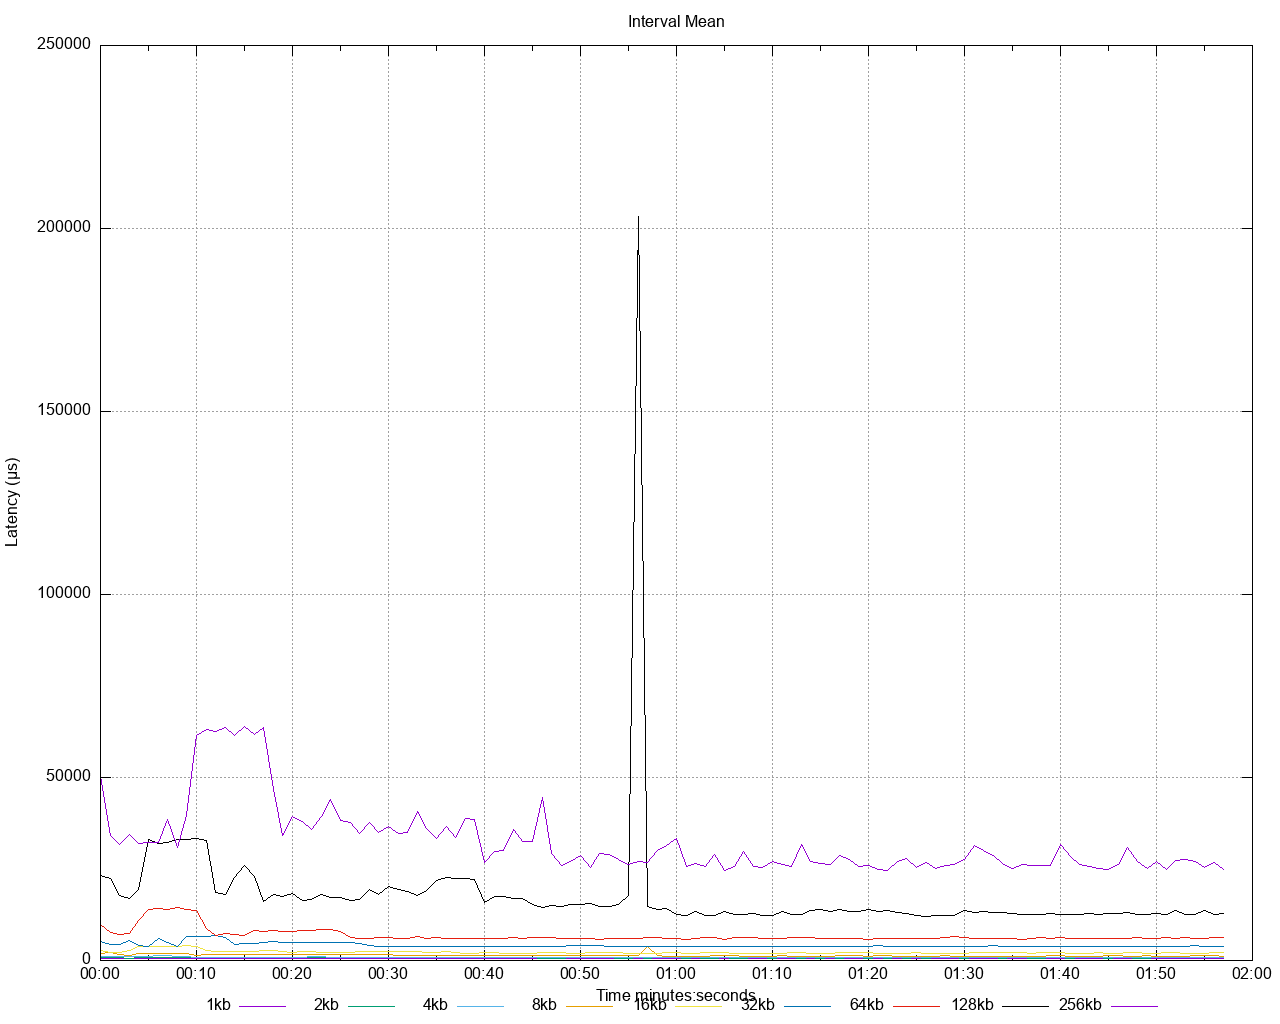 Interval Mean
250000
200000
150000
100000
50000
0
Latency (μs)
00:00 00:10 00:20 00:30 00:40 00:50 01:00 01:10 01:20 01:30 01:40 01:50 02:00
Time minutes:seconds
1kb 2kb 4kb 8kb 16kb 32kb 64kb 128kb 256kb